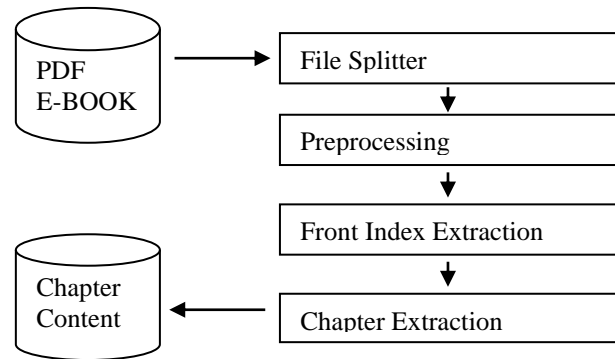 PDF
E-BOOK
File Splitter
Preprocessing
Front Index Extraction
Chapter Extraction
Chapter
Content